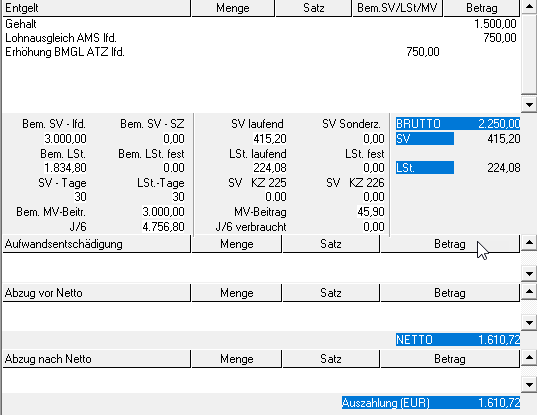 Entgelt Menge Satz Bem.SV/LSt/MV Betrag
Gehalt 1.500,00
Lohnausgleich AMS lfd. 750,00
Erhöhung BMGL ATZ lfd. 750,00
Bem. SV - lfd. Bem. SV - SZ SV laufend SV Sonderz. BRUTTO 2.250,00
3.000,00 0.00 415,20 0,00 SV 415,20
Bem. LSt. Bem. LSt. fest LSt. laufend LSt. fest
1.834,80 0.00 224,08 0.00 LSt. 224,08
SV - Tage LSt.-Tage SV KZ 225 SV KZ 226
30 30 0.00 0,00
Bem. MV-Beitr. 3.000,00 MV-Beitrag 45,90
J/6 4.756,80 J/6 verbraucht 0,00
Aufwandsentschädigung Menge Satz Betrag
Abzug vor Netto Menge Satz Betrag
NETTO 1.610,72
Abzug nach Netto Menge Satz Betrag
Auszahlung (EUR) 1.610,72